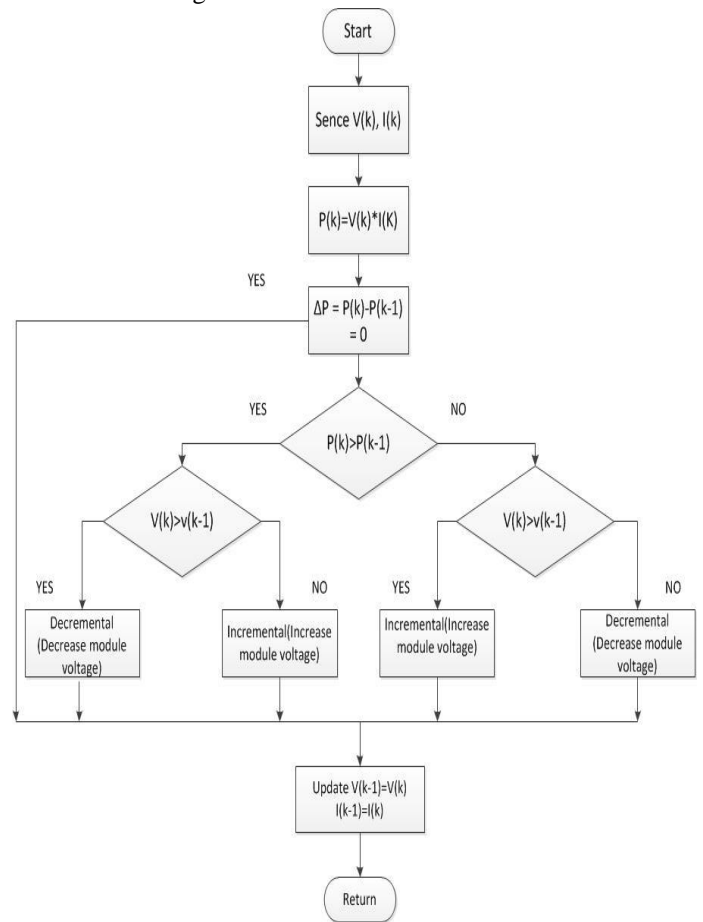 Start
Sence V(k), I(k)
P(k)=V(k)*I(K)
YES
ΔP = P(k)-P(k-1)
= 0
YES
NO
P(k)>P(k-1)
V(k)>v(k-1)
V(k)>v(k-1)
YES
NO
YES
NO
Decremental
(Decrease module
voltage)
Incremental(Increase
module voltage)
Incremental(Increase
module voltage)
Decremental
(Decrease module
voltage)
Update V(k-1)=V(k)
I(k-1)=I(k)
Return